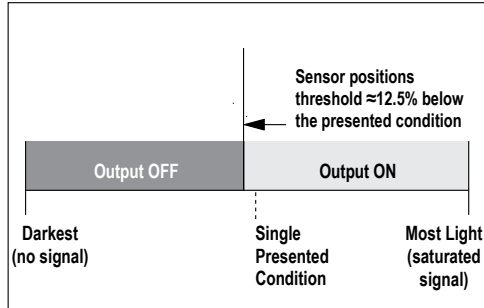 Sensor positions
threshold ≈12.5% below
the presented condition
Output OFF
Output ON
Darkest
(no signal)
Single
Presented
Condition
Most Light
(saturated
signal)